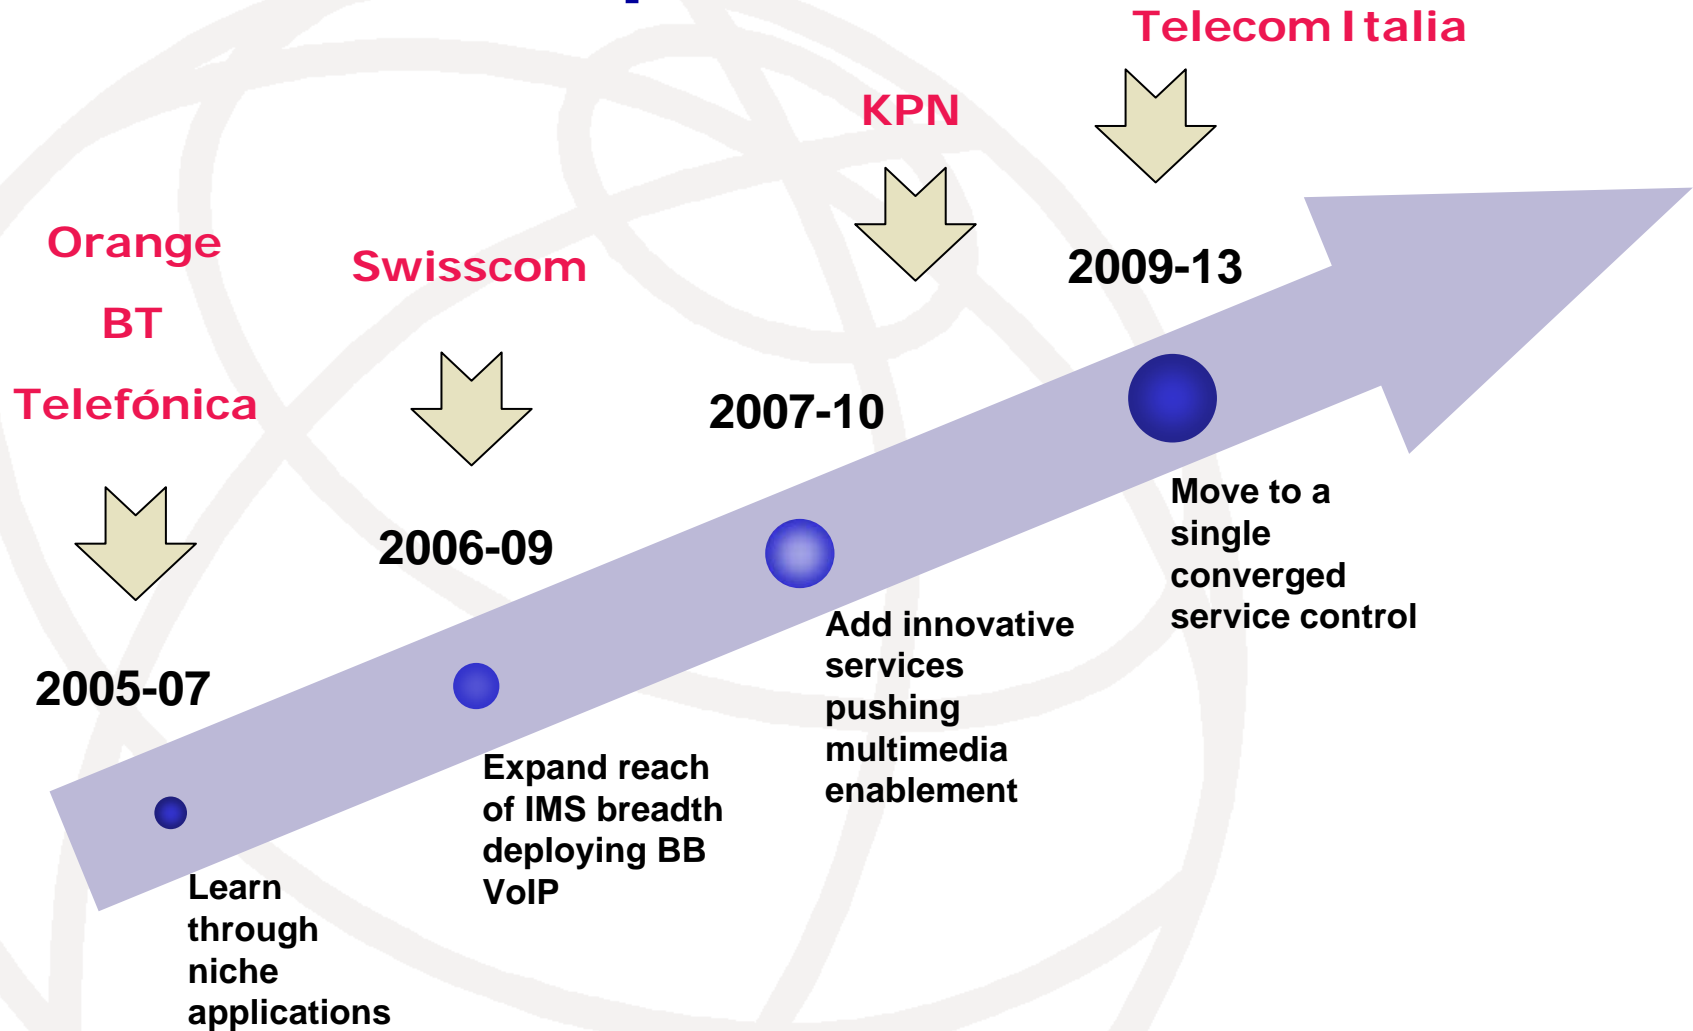 Telecom Italia
KPN
Orange
BT
Telefónica
Swisscom
2009-13
2007-10
2006-09
2005-07
Move to a
single
converged
service control
Add innovative
services
pushing
multimedia
enablement
Expand reach
of IMS breadth
deploying BB
VoIP
Learn
through
niche
applications